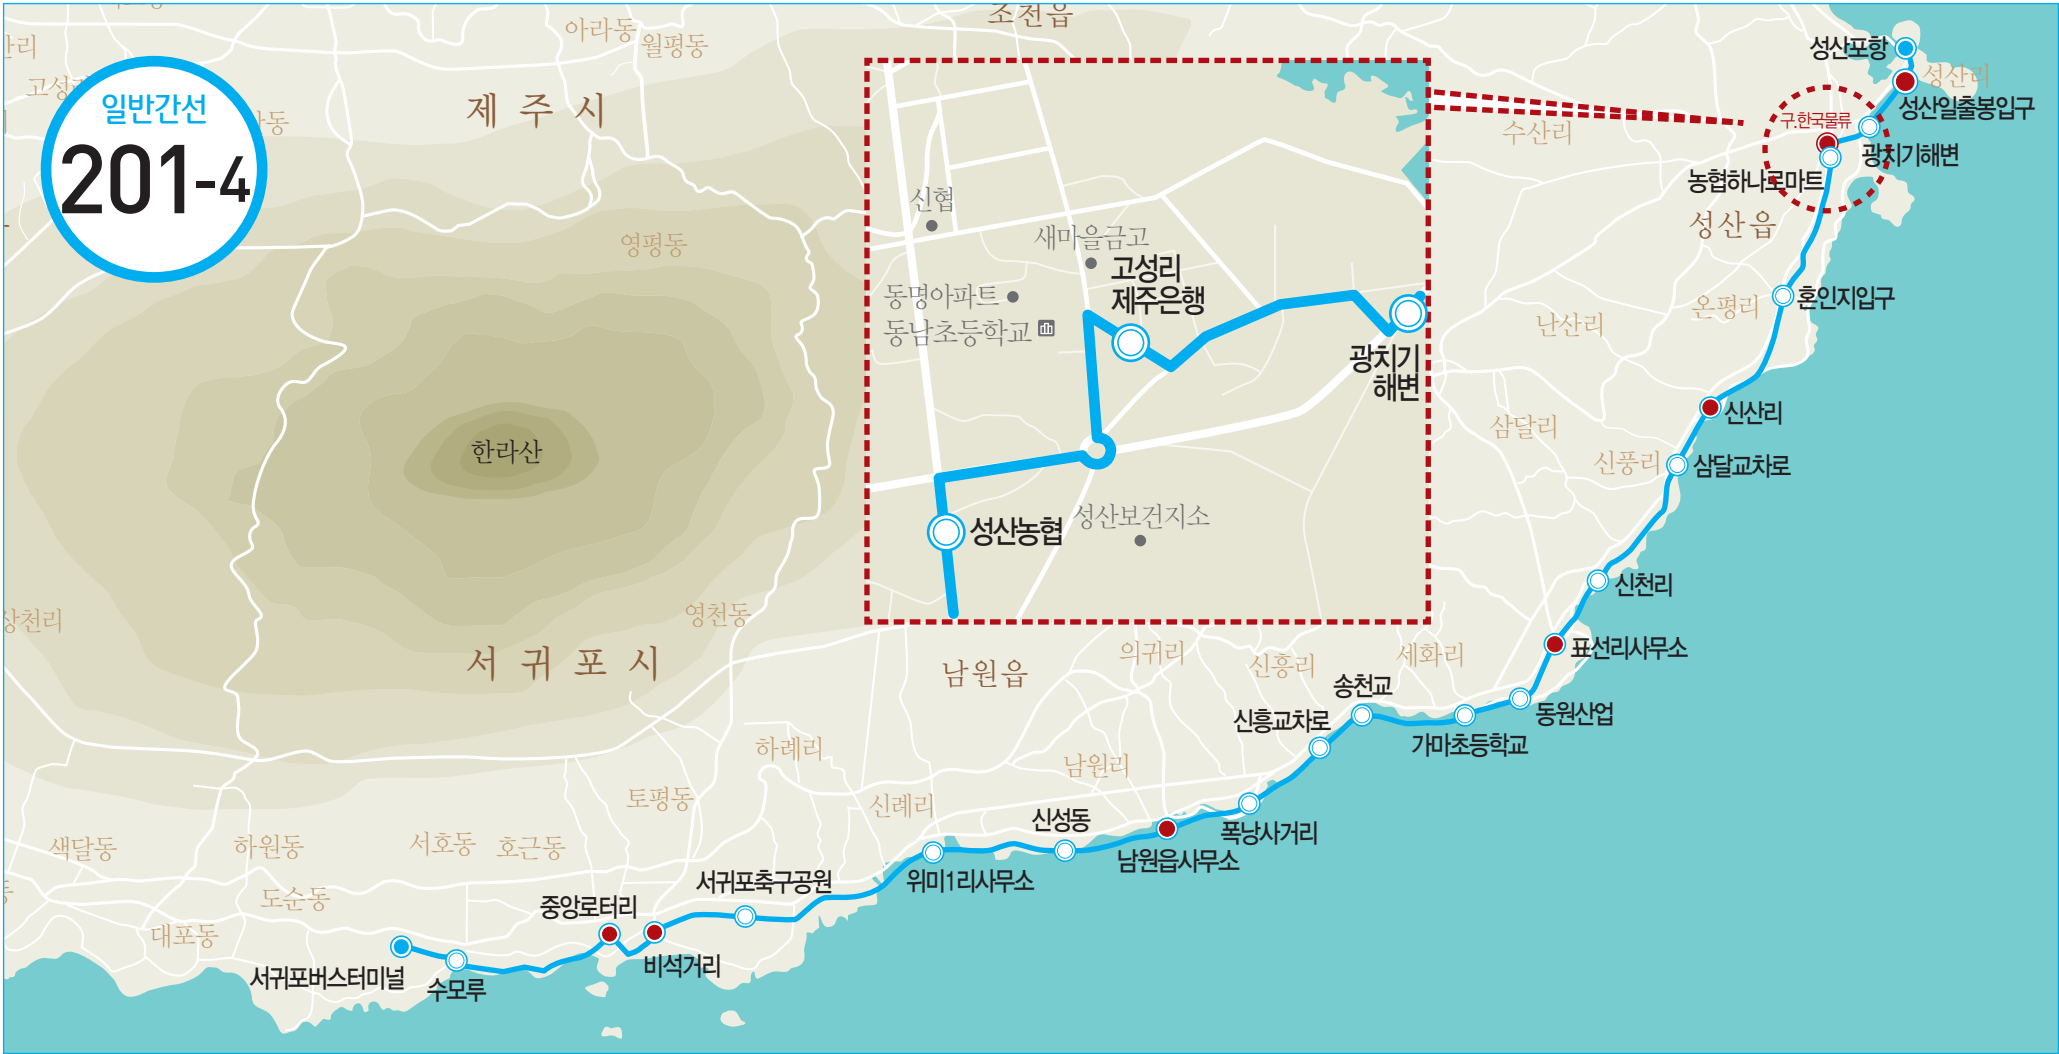 조천읍
아라동
월평동
일반간선
201-4
제 주 시
영평동
한라산
서 귀 포 시
영천동
상천리
신협
새마을금고
고성리
제주은행
동명아파트
동남초등학교
광치기
해변
성산농협
성산보건지소
성산포항
성산리
성산일출봉입구
구.한국물류
수산리
광치기해변
농협하나로마트
성산읍
온평리
혼인지입구
난산리
신산리
삼달리
신풍리
삼달교차로
신천리
표선리사무소
남원읍
의귀리
신흥리
세화리
송천교
신흥교차로
동원산업
가마초등학교
하례리
남원리
토평동
신례리
신성동
폭낭사거리
남원읍사무소
위미1리사무소
색달동
하원동
서호동
호근동
도순동
대포동
서귀포축구공원
중앙로터리
비석거리
서귀포버스터미널
수모루